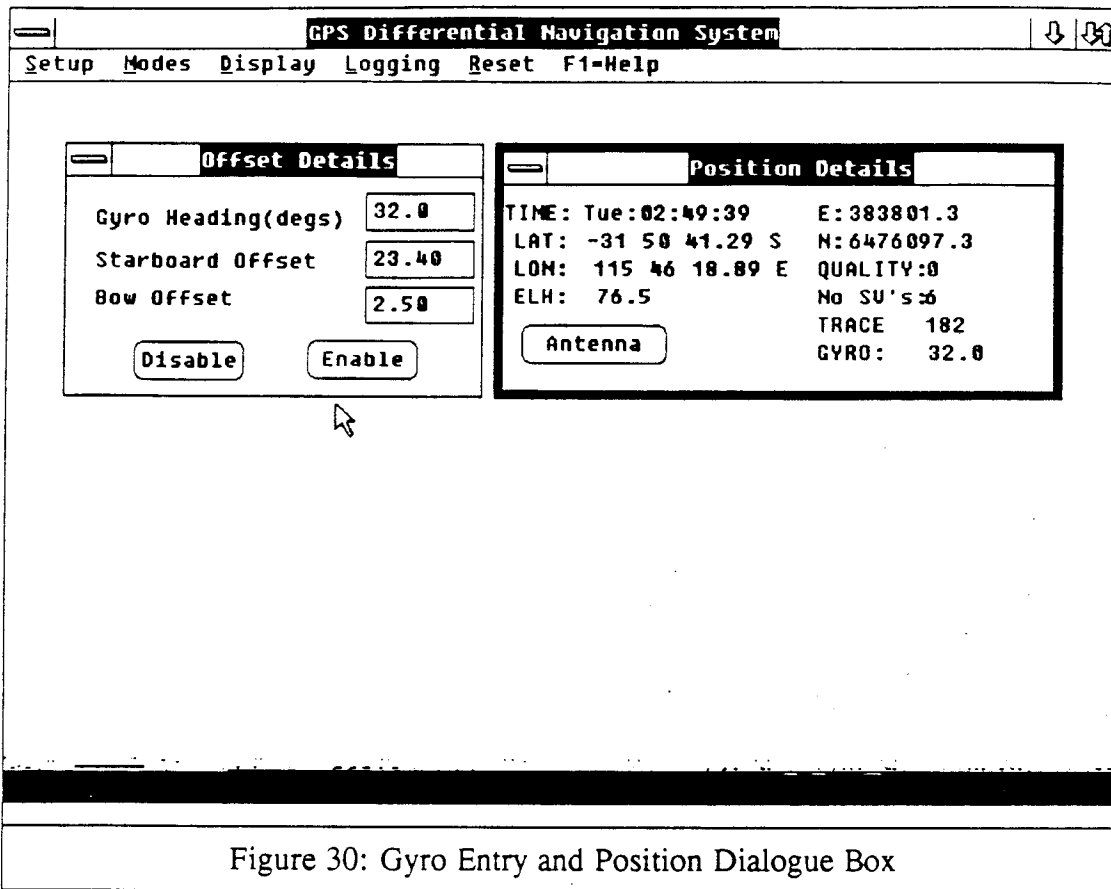 GPS Differential Navigation System
Setup Modes Display Logging Reset F1=Help
Offset Details
Gyro Heading(degs) 32.0
Starboard Offset 23.40
Bow Offset 2.50
Disable Enable
Position Details
TIME: Tue:02:49:39 E:383801.3
LAT: -31 50 41.29 S N:6476097.3
LON: 115 46 18.89 E QUALITY:0
ELH: 76.5 No SV's:6
TRACE 182
Antenna GYRO: 32.0
Figure 30: Gyro Entry and Position Dialogue Box